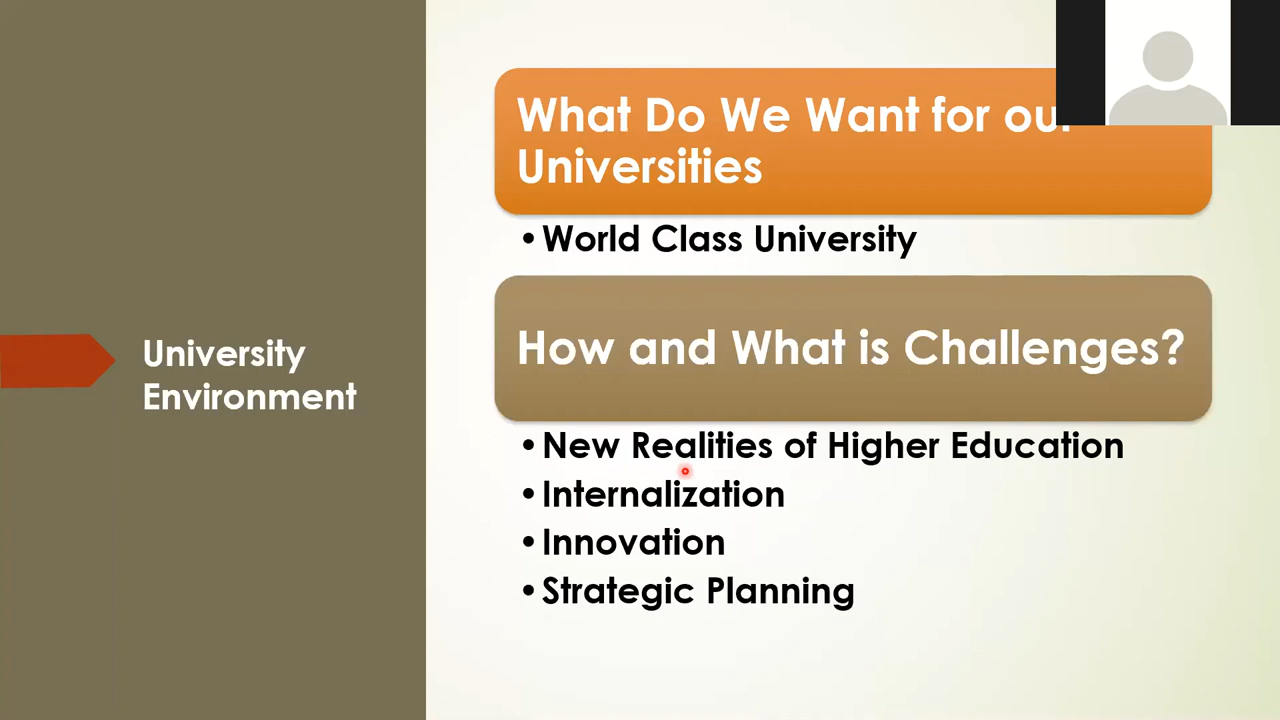 University
Environment
What Do We Want for our
Universities
•World Class University
How and What is Challenges?
•New Realities of Higher Education
•Internalization
•Innovation
•Strategic Planning